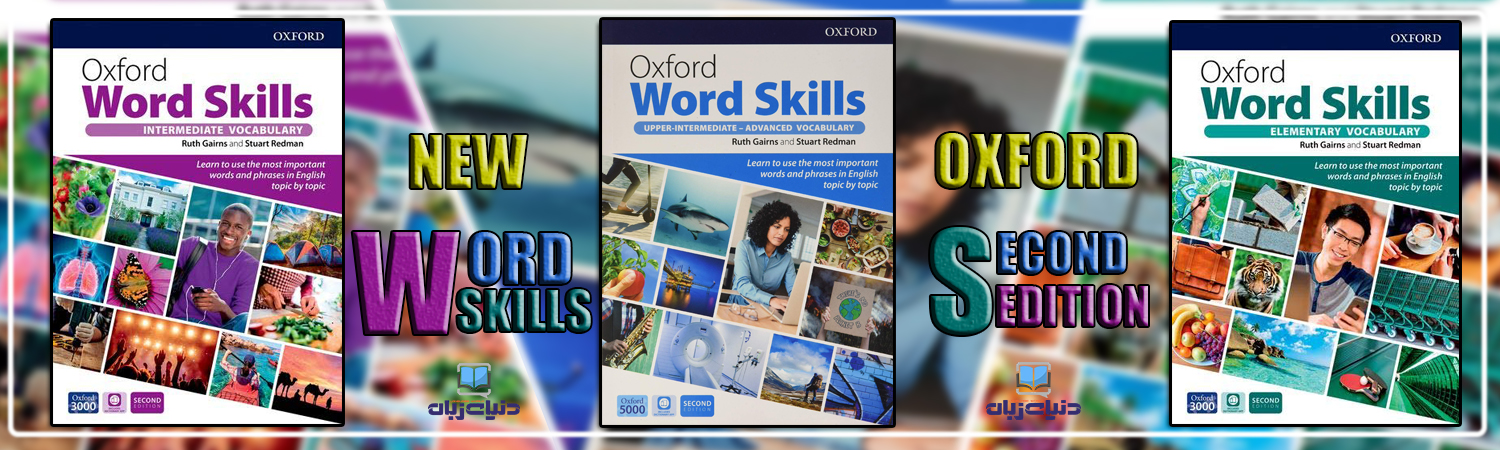 OXFORD
Oxford
Word Skills
INTERMEDIATE VOCABULARY
Ruth Gairns and Stuart Redman
Learn to use the most important
words and phrases in English
topic by topic
Oxford
3000
SECOND
EDITION
NEW
WORD
SKILLS
دنیای زبان
OXFORD
Oxford
Word Skills
UPPER-INTERMEDIATE – ADVANCED VOCABULARY
Ruth Gairns and Stuart Redman
Learn to use the most important
words and phrases in English
topic by topic
Oxford
5000
SECOND
EDITION
OXFORD
SECOND
EDITION
دنیای زبان
OXFORD
Oxford
Word Skills
ELEMENTARY VOCABULARY
Ruth Gairns and Stuart Redman
Learn to use the most important
words and phrases in English
topic by topic
Oxford
3000
SECOND
EDITION